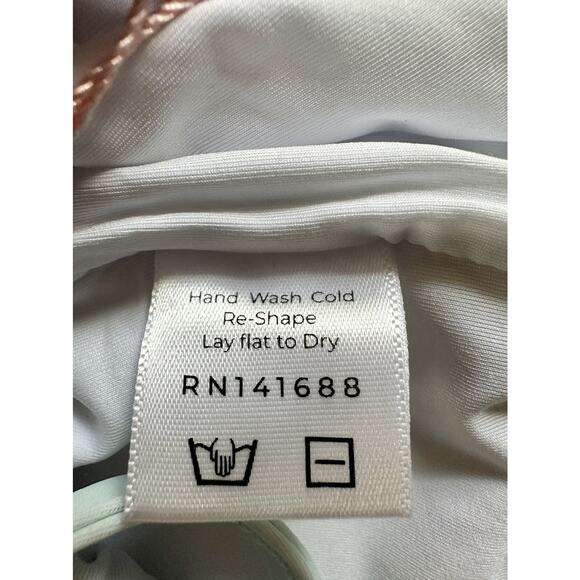 Hand Wash Cold
Re-Shape
Lay flat to Dry
RN141688